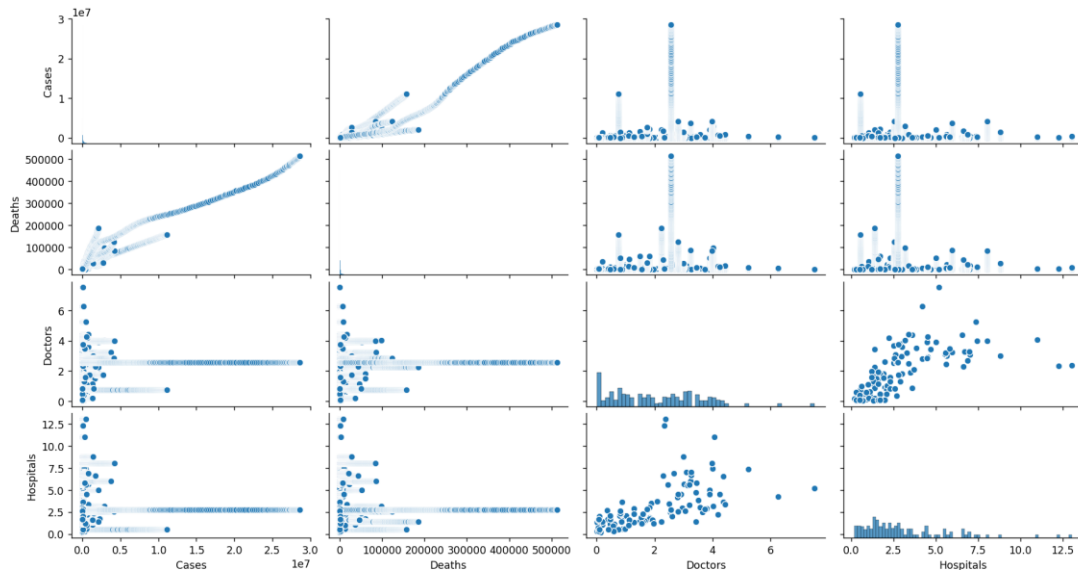 1e7
3
2
1
0
Cases
500000
400000
300000
200000
100000
0
Deaths
6
4
2
0
Doctors
12.5
10.0
7.5
5.0
2.5
0.0
Hospitals
0.0 0.5 1.0 1.5 2.0 2.5 3.0
Cases 1e7
0 100000 200000 300000 400000 500000
Deaths
0 2 4 6
Doctors
0.0 2.5 5.0 7.5 10.0 12.5
Hospitals